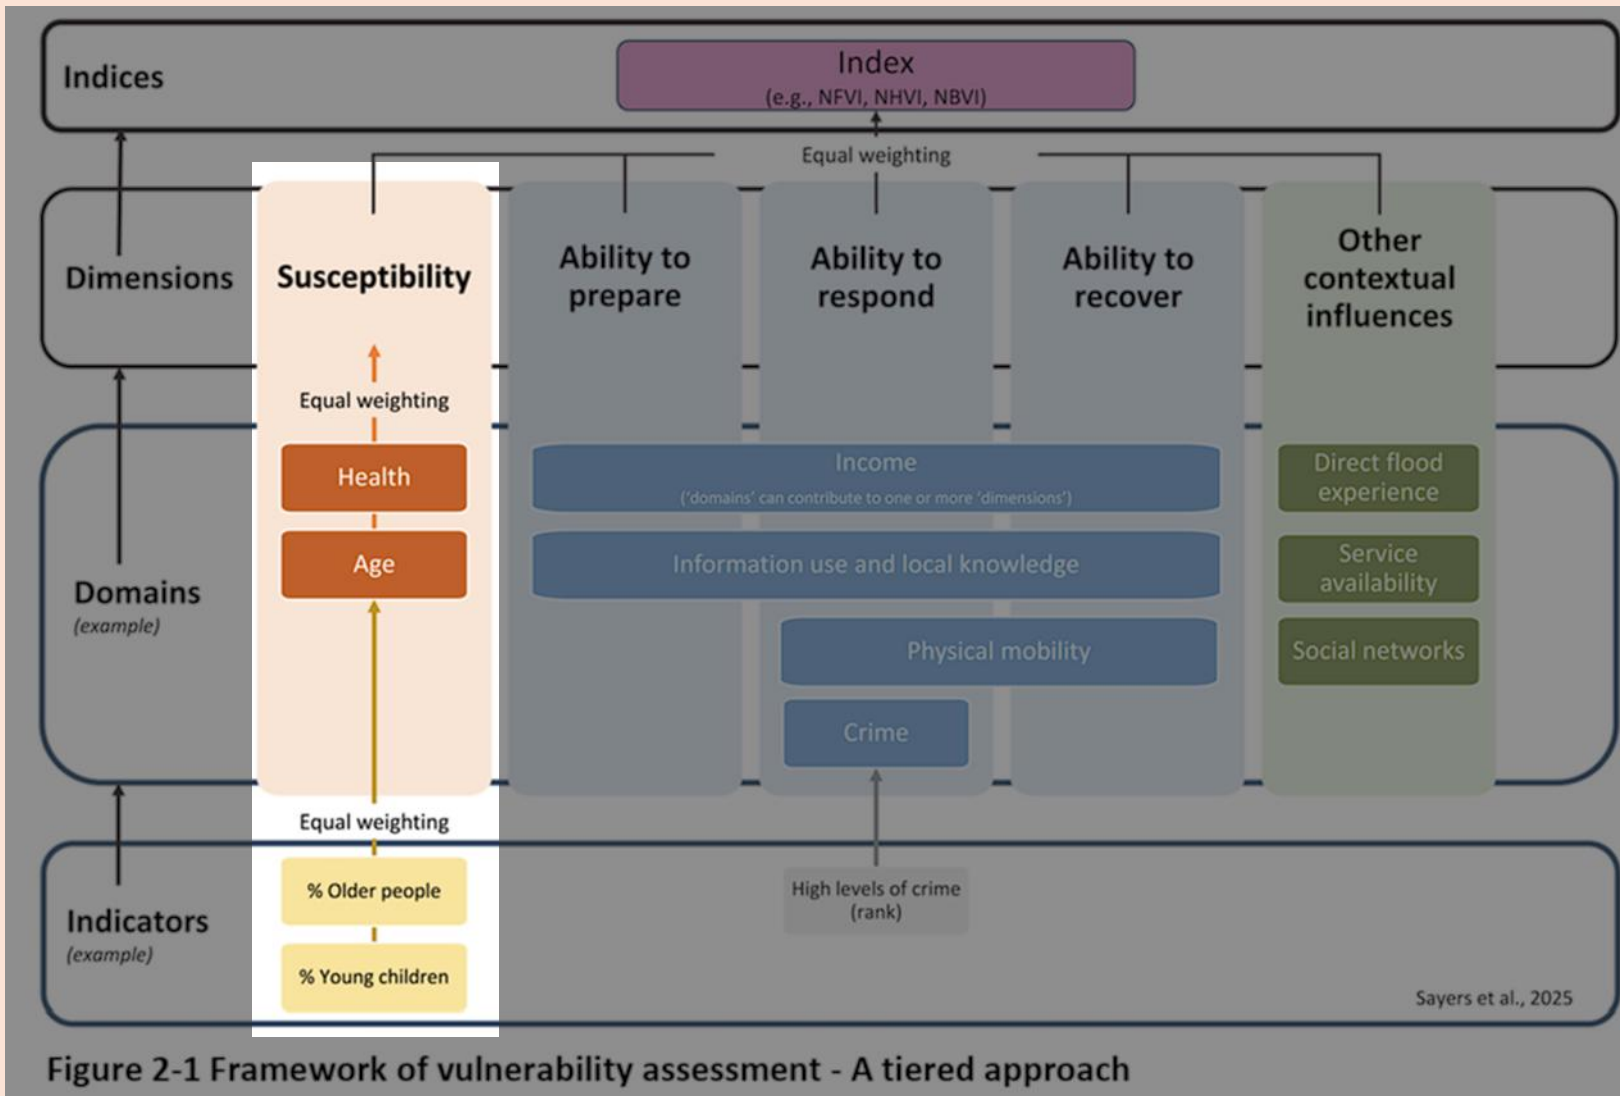 Indices
Index
(e.g., NFVI, NHVI, NBVI)
Equal weighting
Dimensions
Susceptibility
Ability to
prepare
Ability to
respond
Ability to
recover
Other
contextual
influences
Equal weighting
Domains
(example)
Health
Age
Income
('domains' can contribute to one or more 'dimensions')
Information use and local knowledge
Physical mobility
Crime
Direct flood
experience
Service
availability
Social networks
Equal weighting
Indicators
(example)
% Older people
% Young children
High levels of crime
(rank)
Sayers et al., 2025
Figure 2-1 Framework of vulnerability assessment - A tiered approach